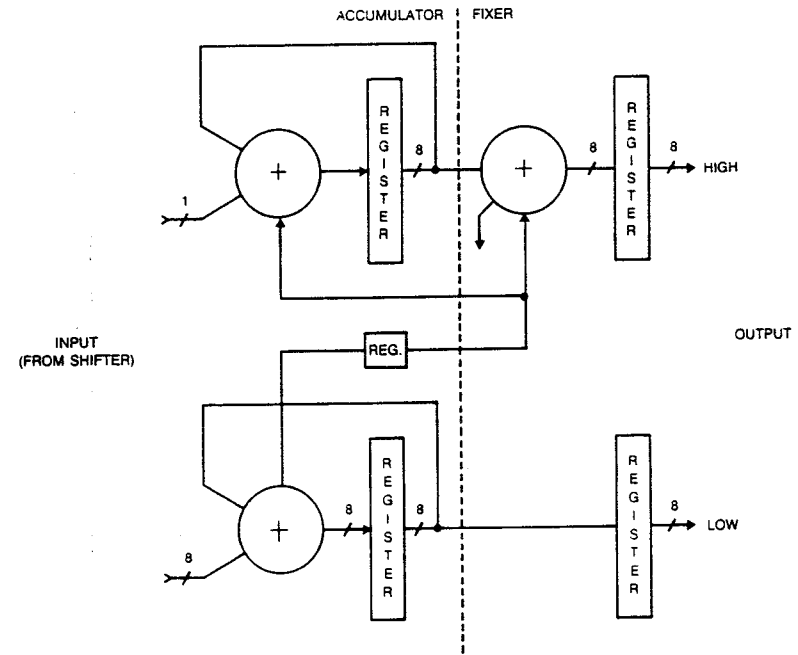 ACCUMULATOR
FIXER
REGISTER
REGISTER
8
8
8
HIGH
+
+
1
INPUT
(FROM SHIFTER)
REG.
OUTPUT
REGISTER
REGISTER
8
8
8
LOW
+
8